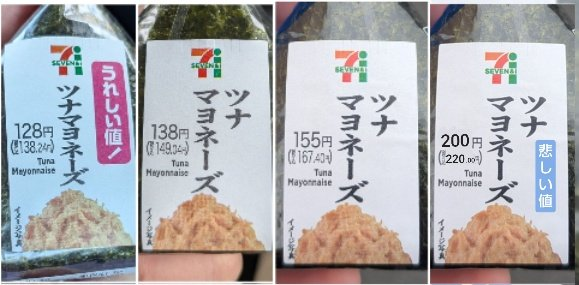 SEVEN&i
うれしい値!
ツナマヨネーズ
128円
(税込138.24円)
Tuna
Mayonnaise
イメージ写真
SEVEN&i
ツナ
マヨネーズ
138円
(税込149.04円)
Tuna
Mayonnaise
イメージ写真
SEVEN&i
ツナ
マヨネーズ
155円
(税込167.40円)
Tuna
Mayonnaise
イメージ写真
SEVEN&i
ツナ
マヨネーズ
200円
(税込220.00円)
Tuna
Mayonnaise
悲しい値
イメージ写真